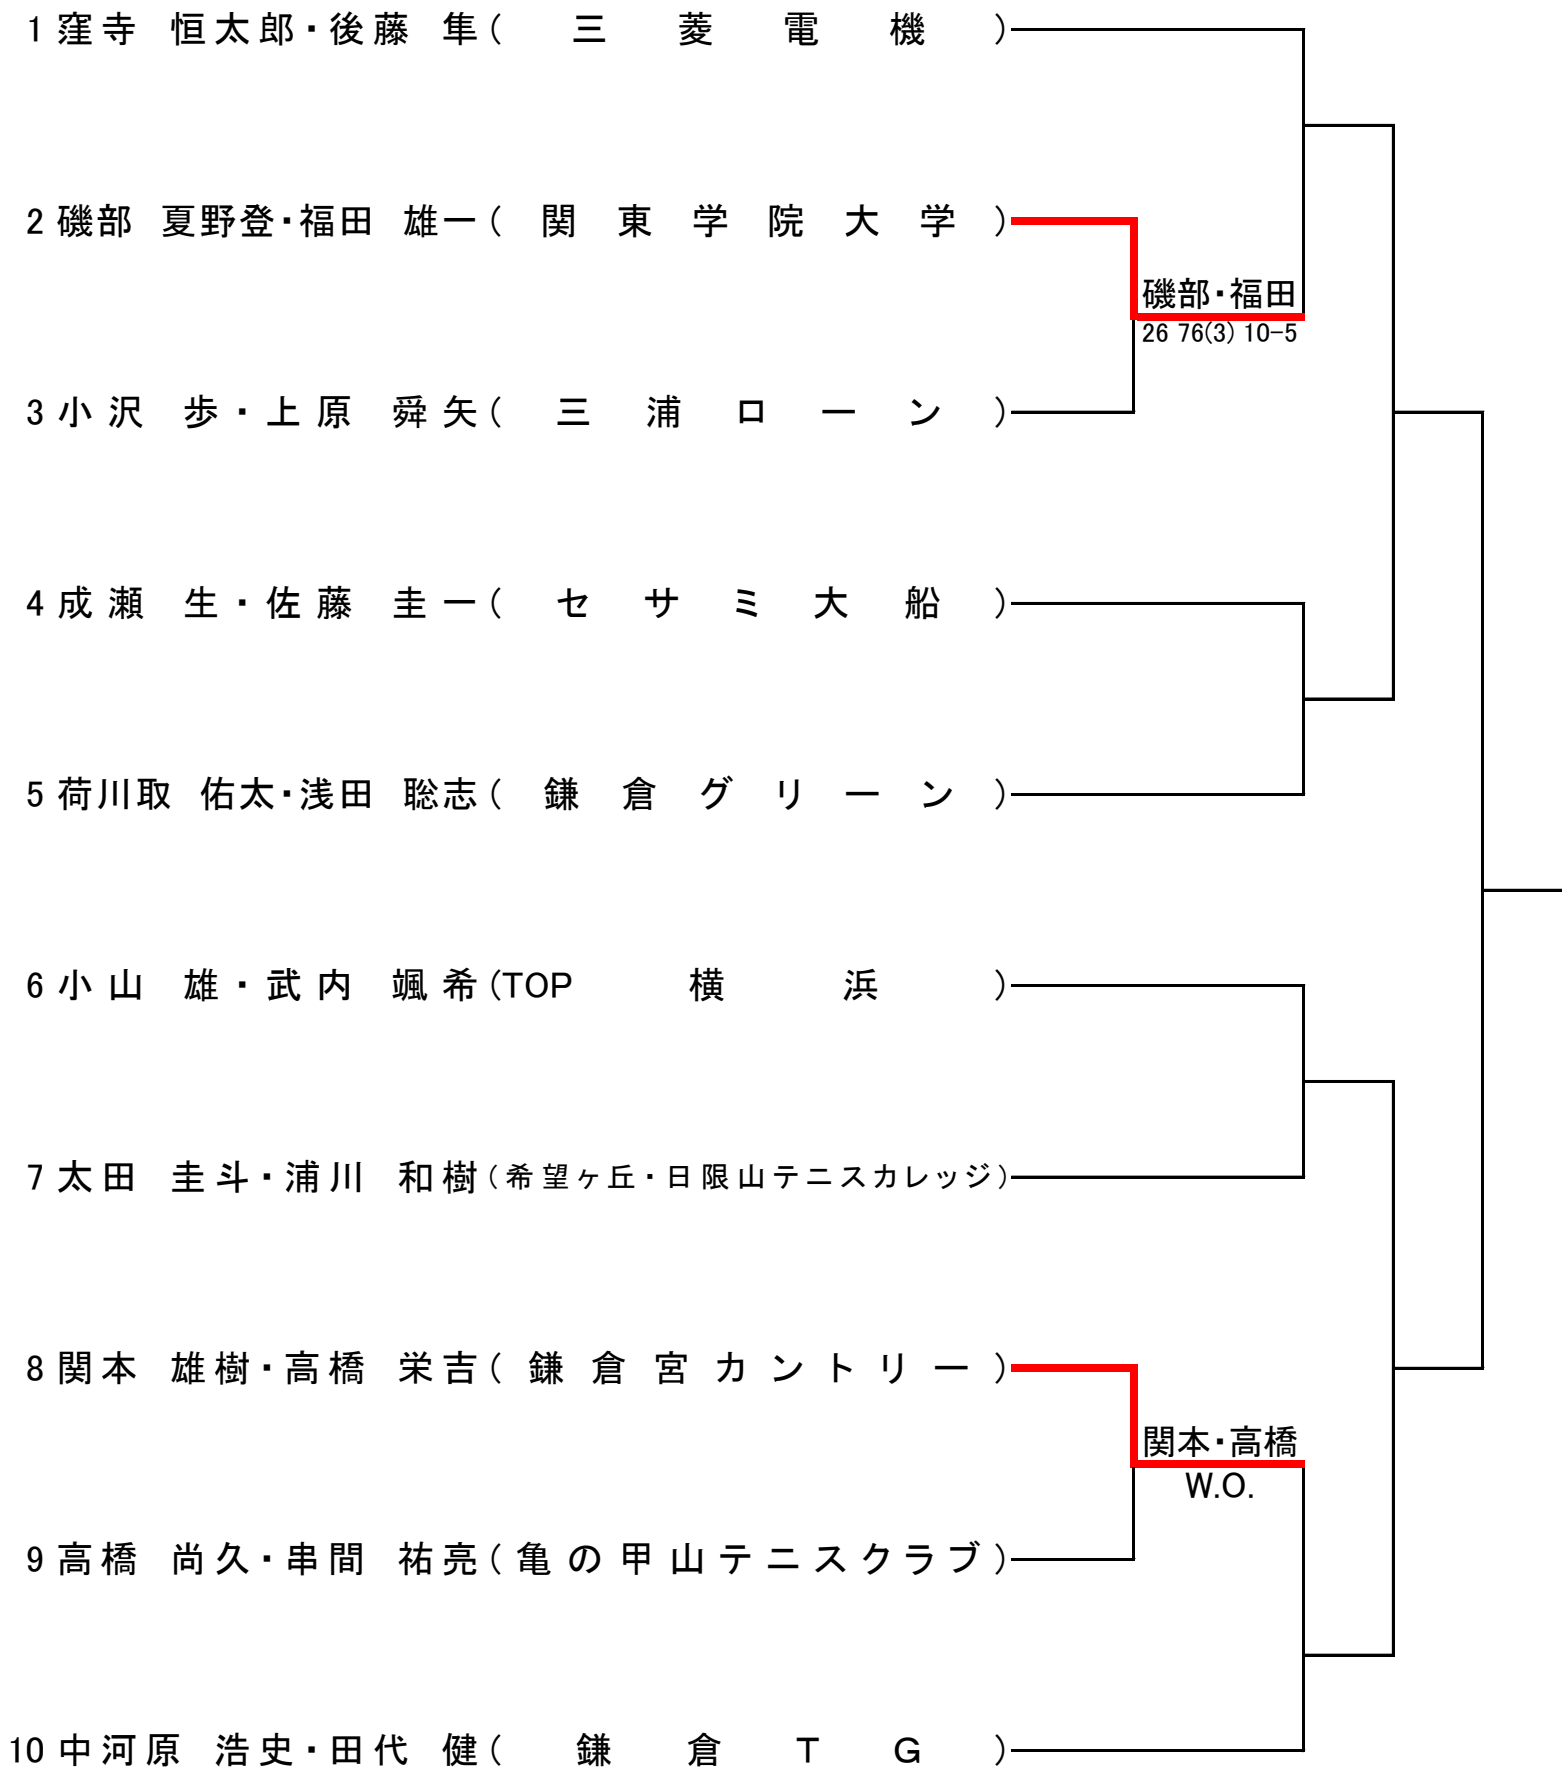 1 窪寺 恒太郎・後藤 隼(三菱電機)
2 磯部 夏野登・福田 雄一(関東学院大学)
磯部・福田
26 76(3) 10-5
3 小沢 歩・上原 舜矢(三浦ローン)
4 成瀬 生・佐藤 圭一(セサミ大船)
5 荷川取 佑太・浅田 聡志(鎌倉グリーン)
6 小山 雄・武内 颯希(TOP 横浜)
7 太田 圭斗・浦川 和樹(希望ヶ丘・日限山テニスカレッジ)
8 関本 雄樹・高橋 栄吉(鎌倉宮カントリー)
関本・高橋
W.O.
9 高橋 尚久・串間 祐亮(亀の甲山テニスクラブ)
10 中河原 浩史・田代 健(鎌倉TG)